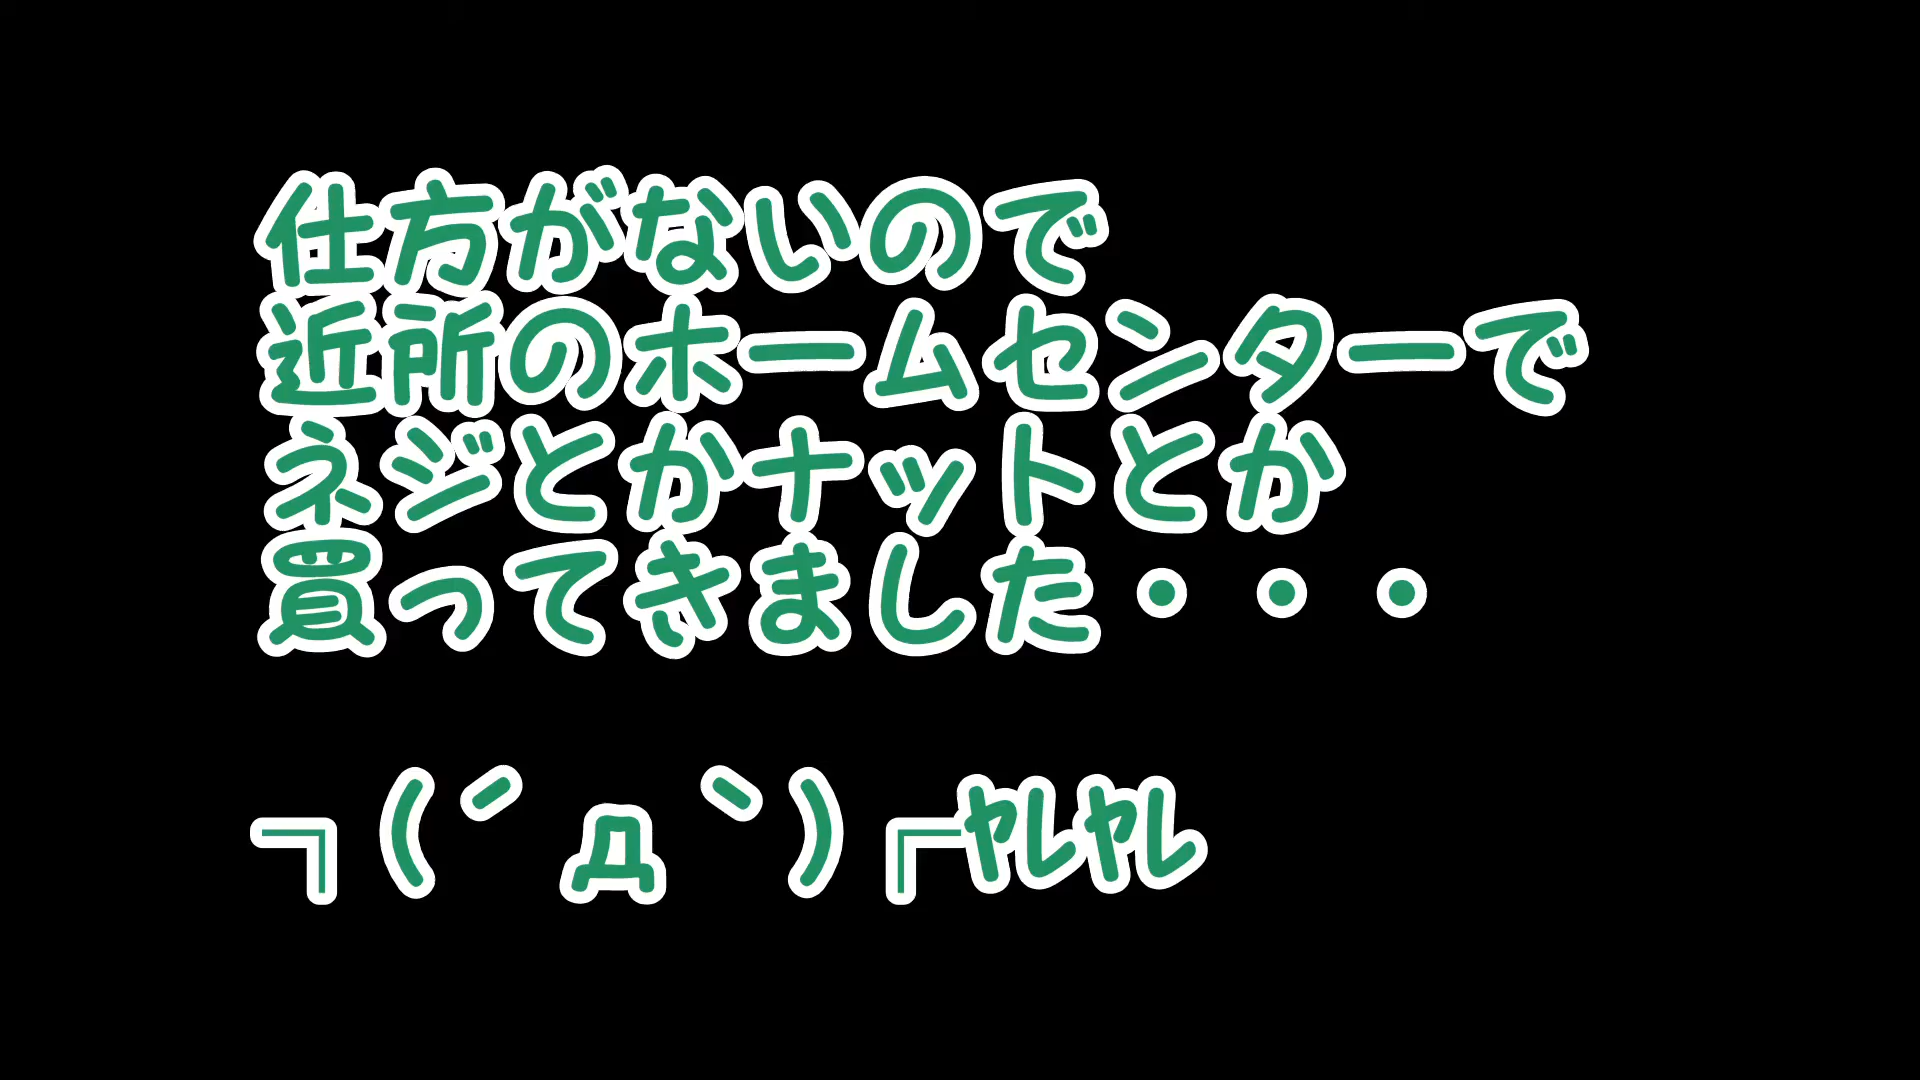 仕方がないので
近所のホームセンターで
ネジとかナットとか
買ってきました・・・
┐(´д｀)┌ﾔﾚﾔﾚ